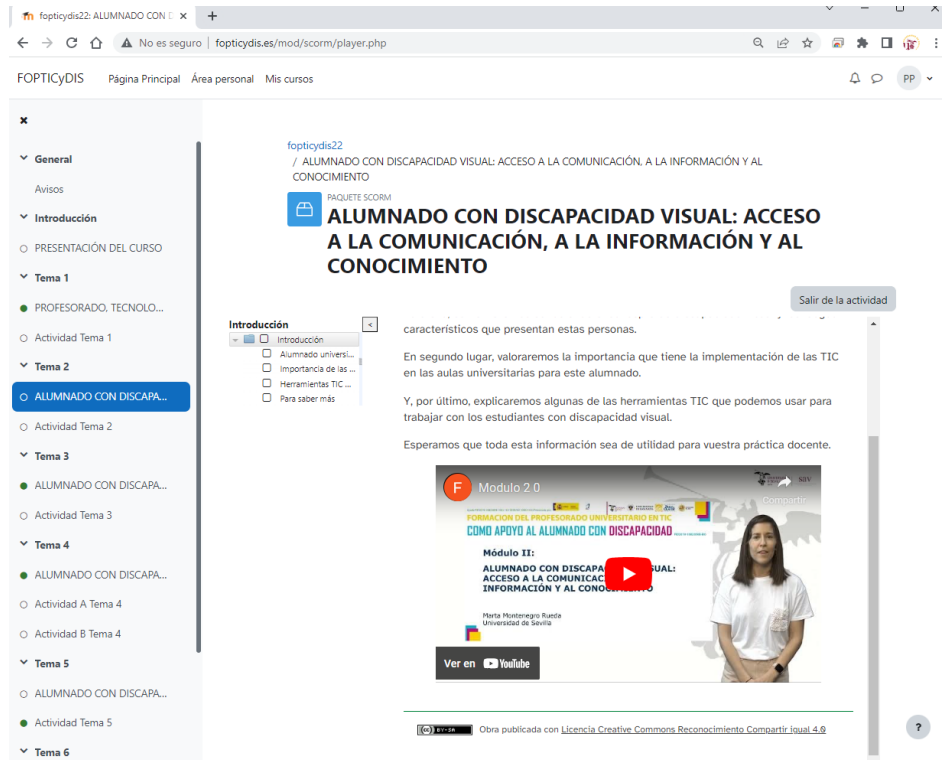 fopticydis22: ALUMNADO CON D
No es seguro | fopticydis.es/mod/scorm/player.php
FOPTICyDIS Página Principal Área personal Mis cursos PP
General
Avisos
Introducción
PRESENTACIÓN DEL CURSO
Tema 1
PROFESORADO, TECNOLO...
Actividad Tema 1
Tema 2
ALUMNADO CON DISCAPA...
Actividad Tema 2
Tema 3
ALUMNADO CON DISCAPA...
Actividad Tema 3
Tema 4
ALUMNADO CON DISCAPA...
Actividad A Tema 4
Actividad B Tema 4
Tema 5
ALUMNADO CON DISCAPA...
Actividad Tema 5
Tema 6
fopticydis22
/ ALUMNADO CON DISCAPACIDAD VISUAL: ACCESO A LA COMUNICACIÓN, A LA INFORMACIÓN Y AL
CONOCIMIENTO
PAQUETE SCORM
ALUMNADO CON DISCAPACIDAD VISUAL: ACCESO
A LA COMUNICACIÓN, A LA INFORMACIÓN Y AL
CONOCIMIENTO
Salir de la actividad
Introducción
<
Introducción
Alumnado universi...
Importancia de las ...
Herramientas TIC ...
Para saber más
característicos que presentan estas personas.
En segundo lugar, valoraremos la importancia que tiene la implementación de las TIC
en las aulas universitarias para este alumnado.
Y, por último, explicaremos algunas de las herramientas TIC que podemos usar para
trabajar con los estudiantes con discapacidad visual.
Esperamos que toda esta información sea de utilidad para vuestra práctica docente.
F Modulo 2 0
Compartir
FORMACION DEL PROFESORADO UNIVERSITARIO EN TIC
COMO APOYO AL ALUMNADO CON DISCAPACIDAD
Módulo II:
ALUMNADO CON DISCAPA UAL:
ACCESO A LA COMUNICAC
INFORMACIÓN Y AL CONO TO
Marta Montenegro Rueda
Universidad de Sevilla
Ver en YouTube
cc BY-SA Obra publicada con Licencia Creative Commons Reconocimiento Compartir igual 4.0
?